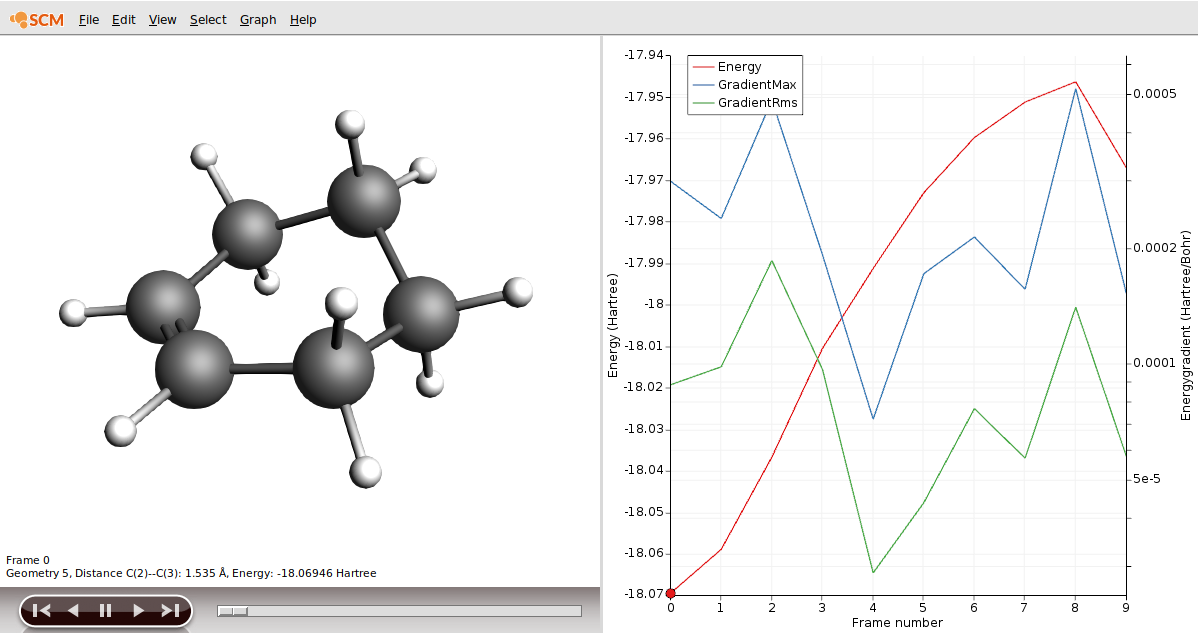 SCM File Edit View Select Graph Help
Frame 0
Geometry 5, Distance C(2)--C(3): 1.535 Å, Energy: -18.06946 Hartree
Energy
GradientMax
GradientRms
Energy (Hartree)
-17.94
-17.95
-17.96
-17.97
-17.98
-17.99
-18
-18.01
-18.02
-18.03
-18.04
-18.05
-18.06
-18.07
0 1 2 3 4 5 6 7 8 9
Frame number
0.0005
0.0002
0.0001
5e-5
Energygradient (Hartree/Bohr)